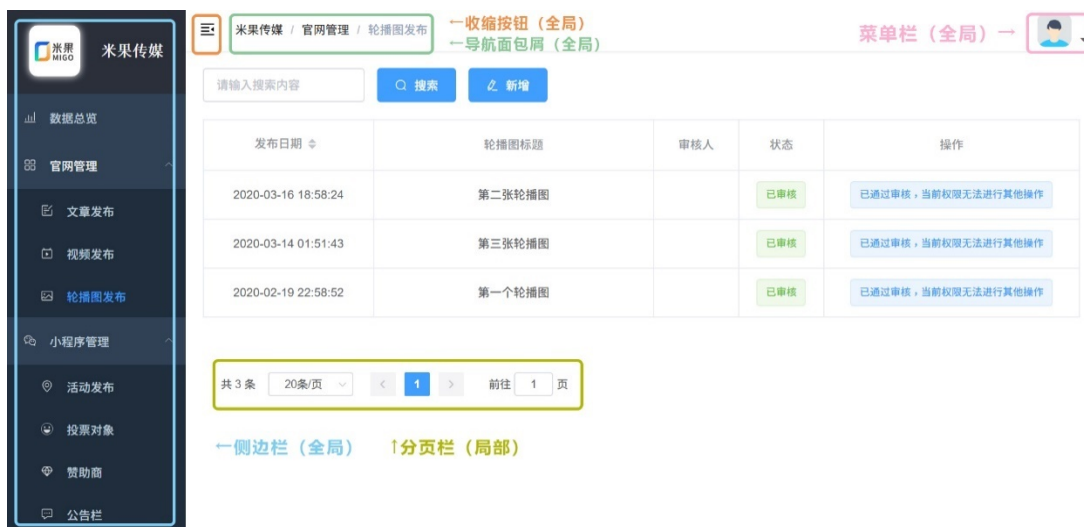 米果 MIGO
米果传媒
米果传媒 / 官网管理 / 轮播图发布
←收缩按钮（全局）
←导航面包屑（全局）
菜单栏（全局）→
请输入搜索内容
搜索
新增
数据总览
官网管理
文章发布
视频发布
轮播图发布
小程序管理
活动发布
投票对象
赞助商
公告栏
发布日期 轮播图标题 审核人 状态 操作
2020-03-16 18:58:24 第二张轮播图 已审核 已通过审核，当前权限无法进行其他操作
2020-03-14 01:51:43 第三张轮播图 已审核 已通过审核，当前权限无法进行其他操作
2020-02-19 22:58:52 第一个轮播图 已审核 已通过审核，当前权限无法进行其他操作
共 3 条 20条/页 < 1 > 前往 1 页
←侧边栏（全局） ↑分页栏（局部）